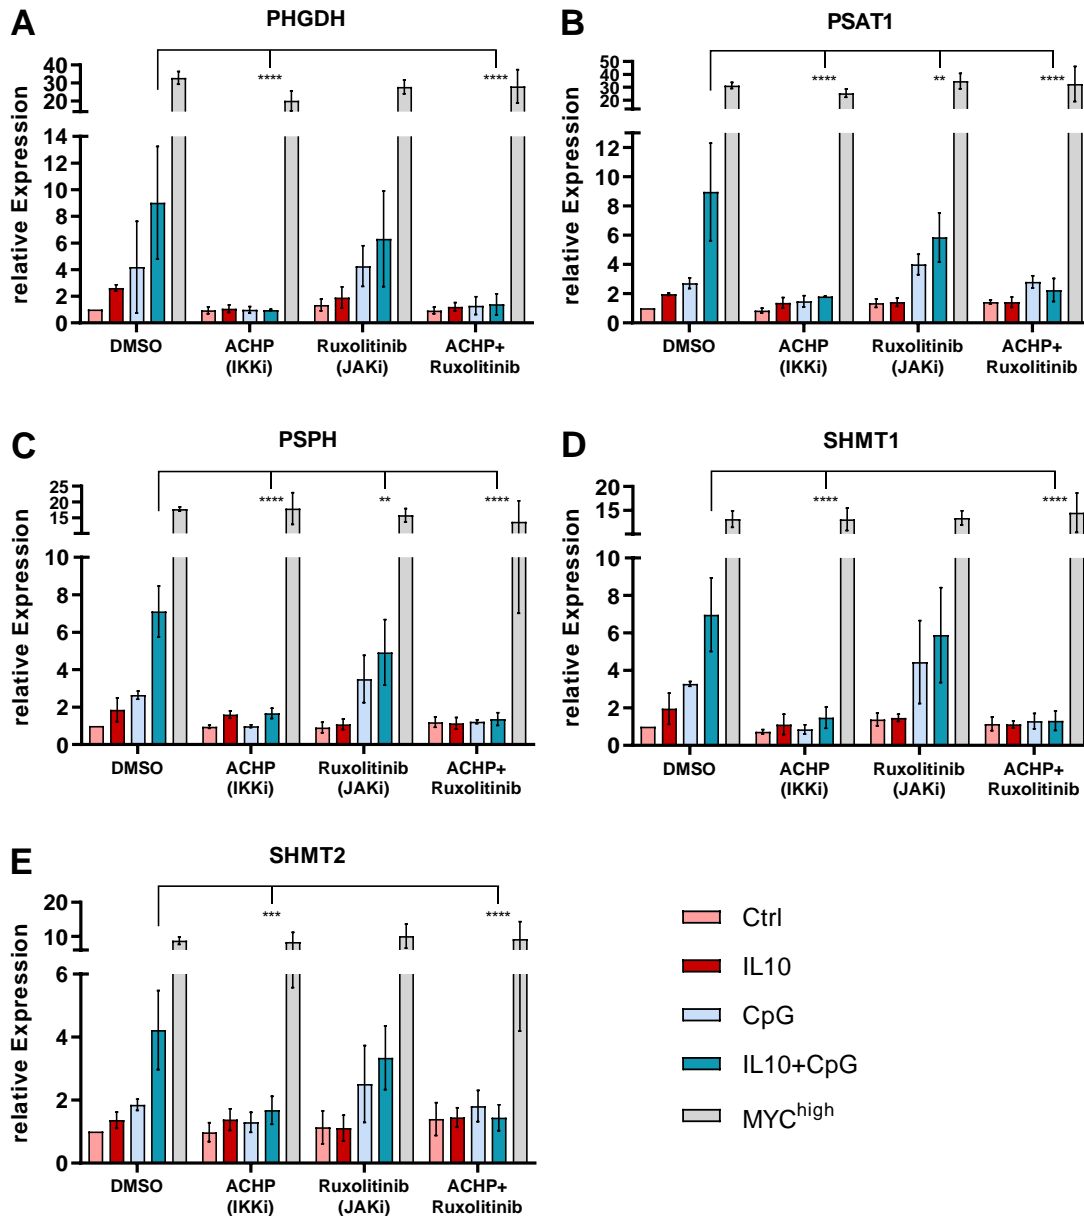 A
PHGDH
relative Expression
40
30
20
14
12
10
8
6
4
2
0
****
****
DMSO
ACHP
(IKKi)
Ruxolitinib
(JAKi)
ACHP+
Ruxolitinib
B
PSAT1
relative Expression
50
40
30
20
12
10
8
6
4
2
0
****
**
****
DMSO
ACHP
(IKKi)
Ruxolitinib
(JAKi)
ACHP+
Ruxolitinib
C
PSPH
relative Expression
25
20
15
10
8
6
4
2
0
****
**
****
DMSO
ACHP
(IKKi)
Ruxolitinib
(JAKi)
ACHP+
Ruxolitinib
D
SHMT1
relative Expression
20
15
10
10
8
6
4
2
0
****
****
DMSO
ACHP
(IKKi)
Ruxolitinib
(JAKi)
ACHP+
Ruxolitinib
E
SHMT2
relative Expression
20
10
6
4
2
0
***
****
DMSO
ACHP
(IKKi)
Ruxolitinib
(JAKi)
ACHP+
Ruxolitinib
Ctrl
IL10
CpG
IL10+CpG
MYC^high